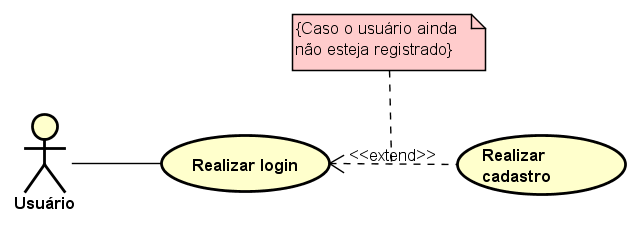 {Caso o usuário ainda
não esteja registrado}
Realizar login
<<extend>>
Realizar
cadastro
Usuário